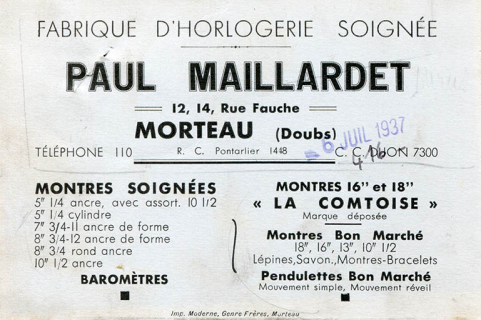 FABRIQUE D'HORLOGERIE SOIGNÉE
PAUL MAILLARDET
12, 14, Rue Fauche
MORTEAU (Doubs)
6 JUIL 1937
TÉLÉPHONE 110 R. C. Pontarlier 1448 C. C. DIJON 7300
416
MONTRES SOIGNÉES
5" 1/4 ancre, avec assort. 10 1/2
5" 1/4 cylindre
7" 3/4-11 ancre de forme
8" 3/4-12 ancre de forme
8" 3/4 rond ancre
10" 1/2 ancre
BAROMÈTRES
MONTRES 16" et 18"
« LA COMTOISE »
Marque déposée
Montres Bon Marché
18", 16", 13", 10" 1/2
Lépines, Savon., Montres-Bracelets
Pendulettes Bon Marché
Mouvement simple, Mouvement réveil
Imp. Moderne, Genre Frères, Morteau